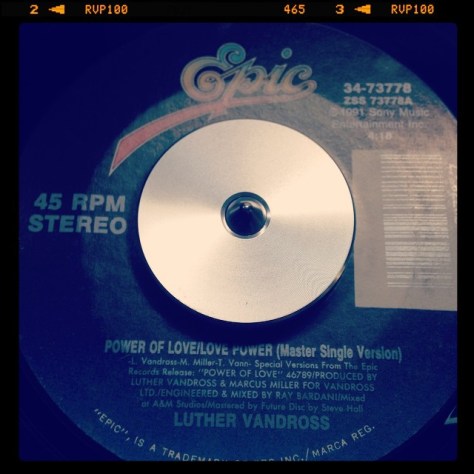 2 RVP100 465 3 RVP100
Epic
34-73778
ZSS 73778A
℗1991 Sony Music
Entertainment Inc.
4:18
45 RPM
STEREO
POWER OF LOVE/LOVE POWER (Master Single Version)
-L. Vandross-M. Miller-T. Vann- Special Versions From The Epic
Records Release: "POWER OF LOVE" 46789/PRODUCED BY
LUTHER VANDROSS & MARCUS MILLER FOR VANDROSS
LTD./ENGINEERED & MIXED BY RAY BARDANI/Mixed
at A&M Studios/Mastered by Future Disc by Steve Hall
LUTHER VANDROSS
"EPIC", IS A TRADEMARK INC./MARCA REG.